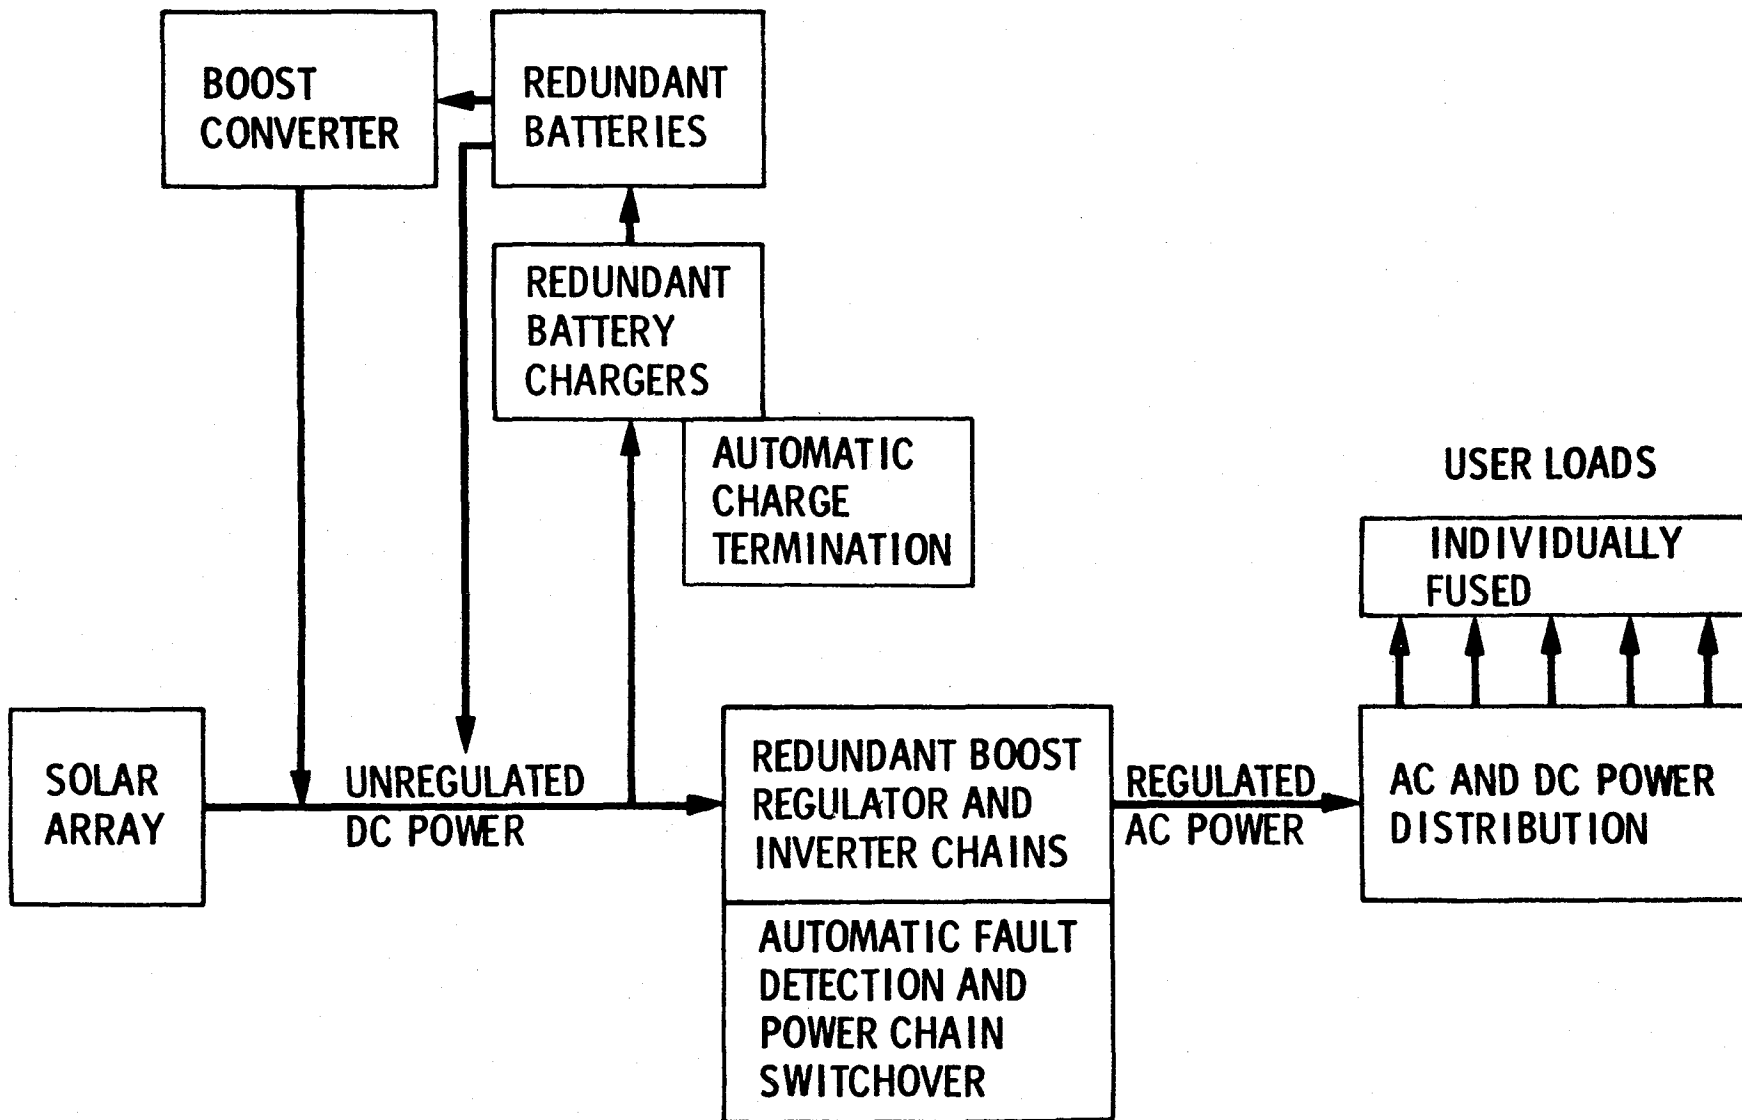 BOOST
CONVERTER
REDUNDANT
BATTERIES
REDUNDANT
BATTERY
CHARGERS
AUTOMATIC
CHARGE
TERMINATION
USER LOADS
INDIVIDUALLY
FUSED
SOLAR
ARRAY
UNREGULATED
DC POWER
REDUNDANT BOOST
REGULATOR AND
INVERTER CHAINS
REGULATED
AC POWER
AC AND DC POWER
DISTRIBUTION
AUTOMATIC FAULT
DETECTION AND
POWER CHAIN
SWITCHOVER